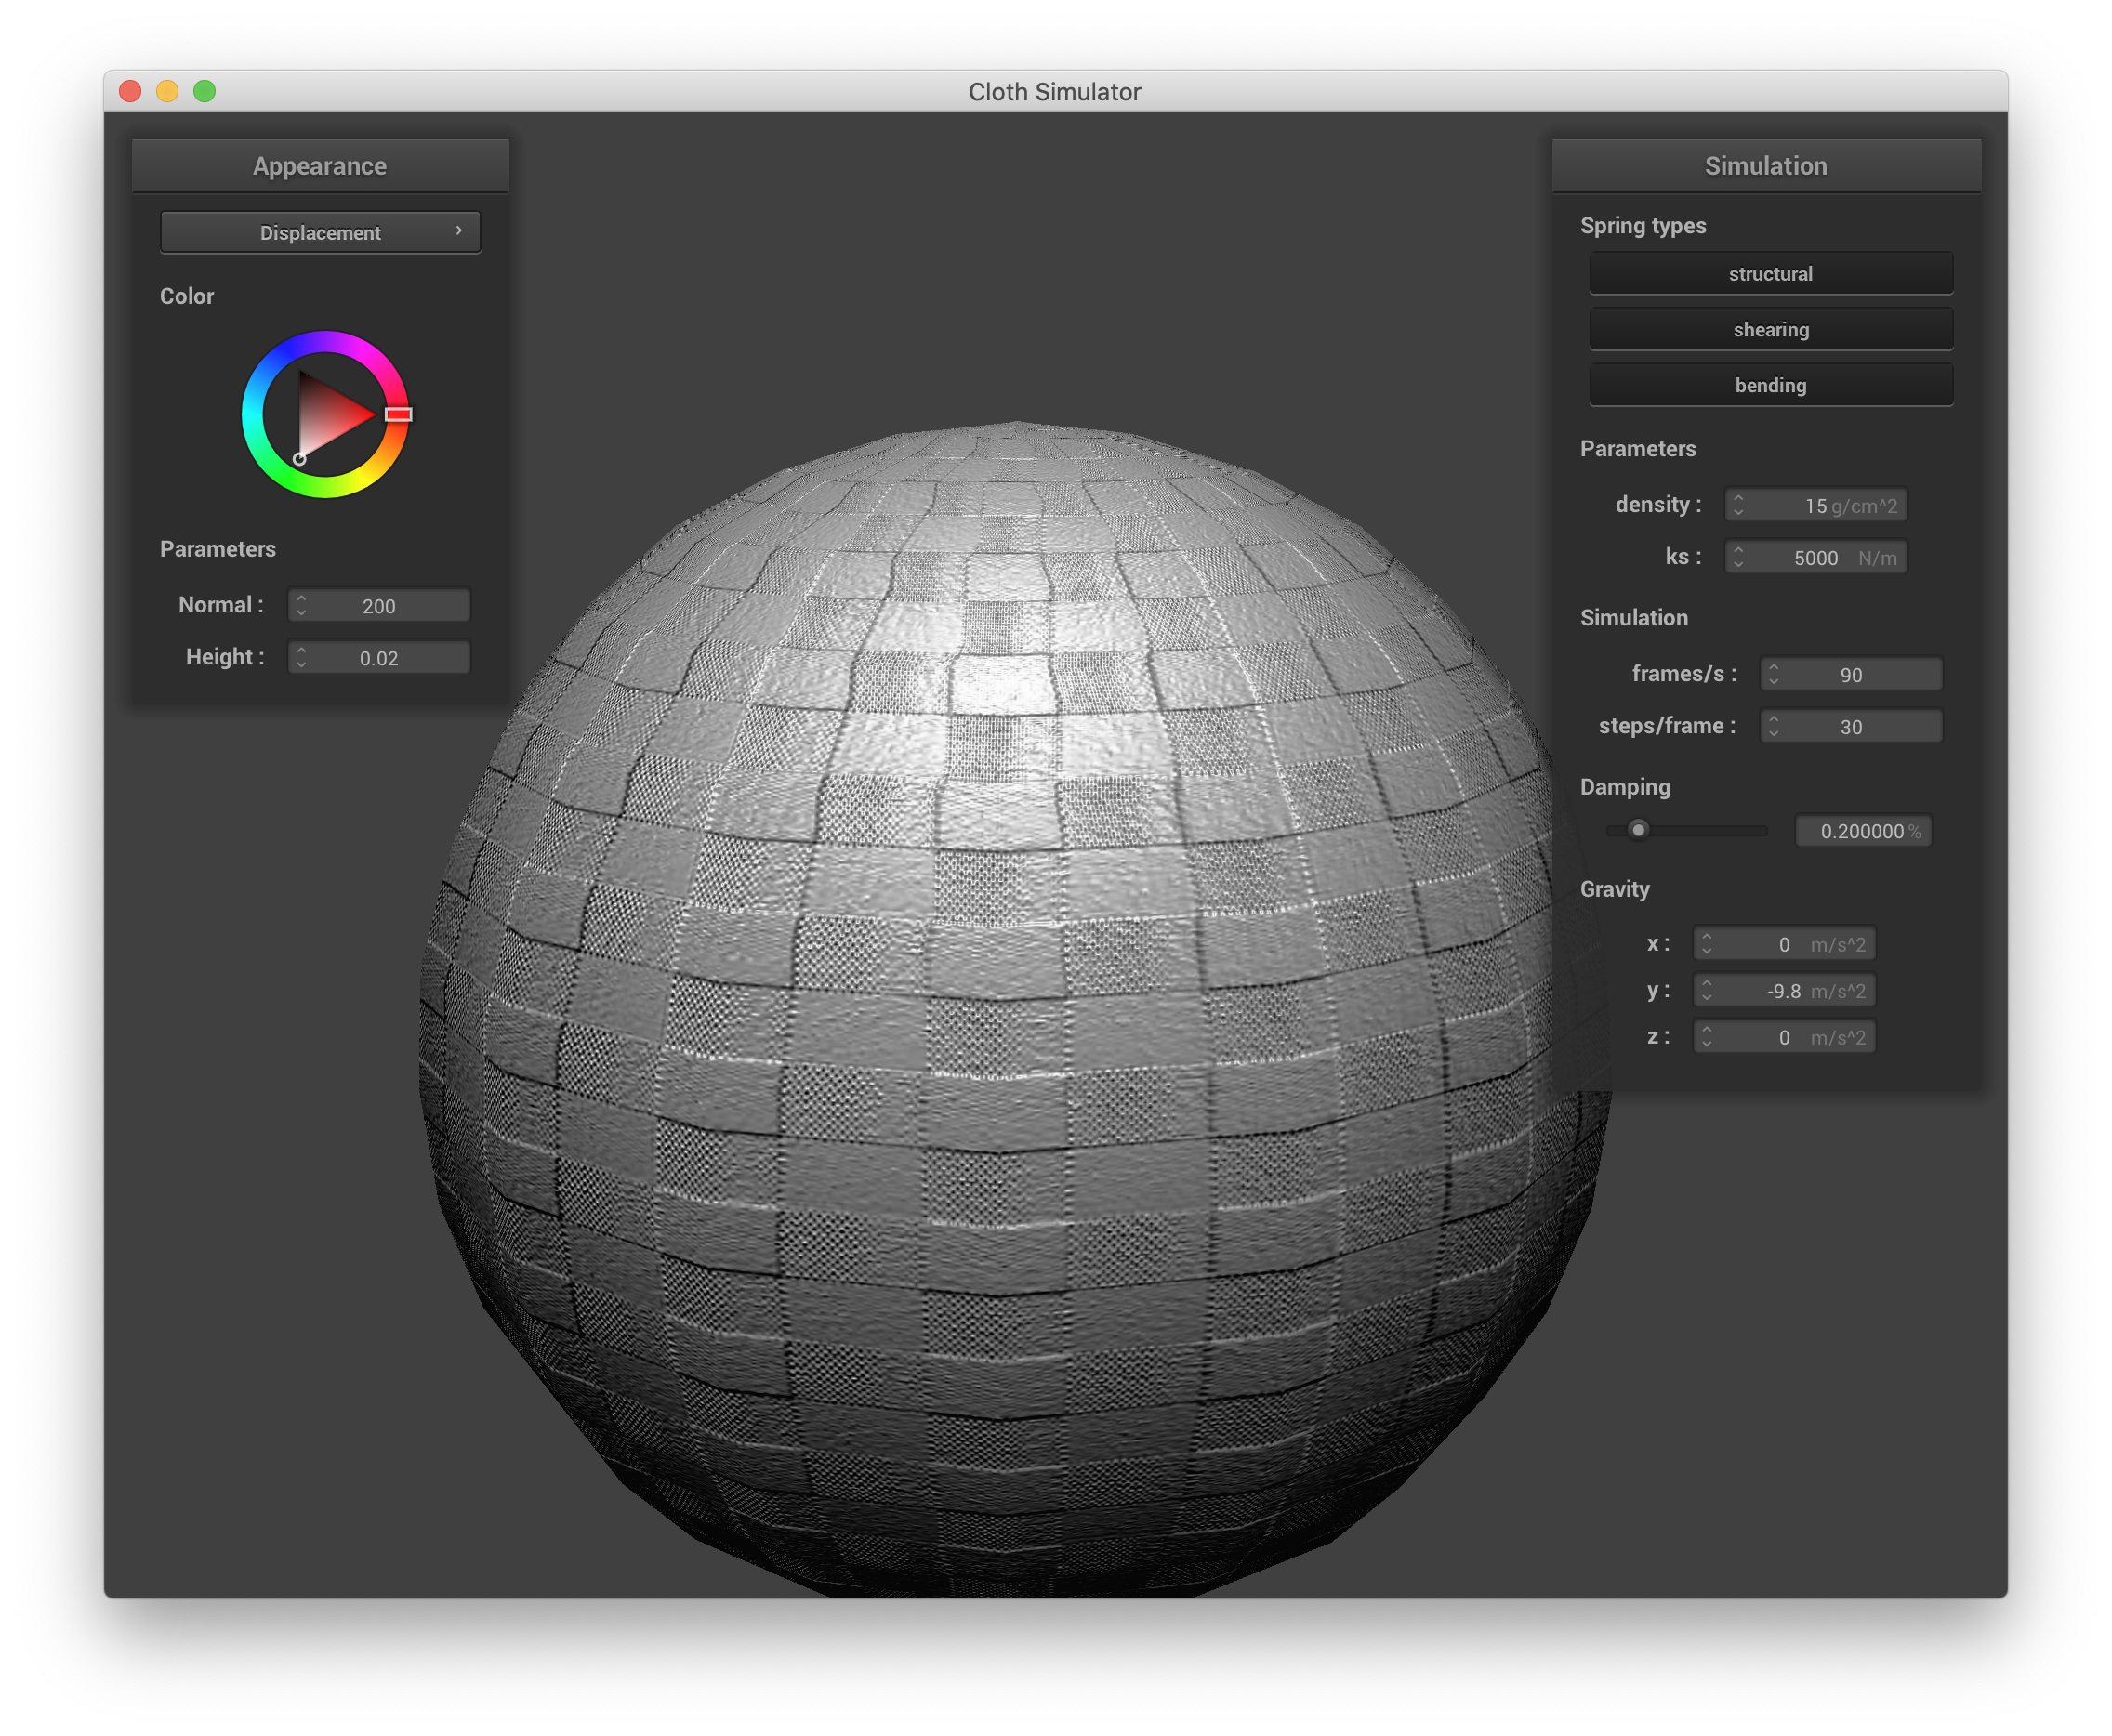 Cloth Simulator
Appearance
Displacement
Color
Parameters
Normal : 200
Height : 0.02
Simulation
Spring types
structural
shearing
bending
Parameters
density : 15 g/cm^2
ks : 5000 N/m
Simulation
frames/s : 90
steps/frame : 30
Damping
0.200000 %
Gravity
x : 0 m/s^2
y : -9.8 m/s^2
z : 0 m/s^2